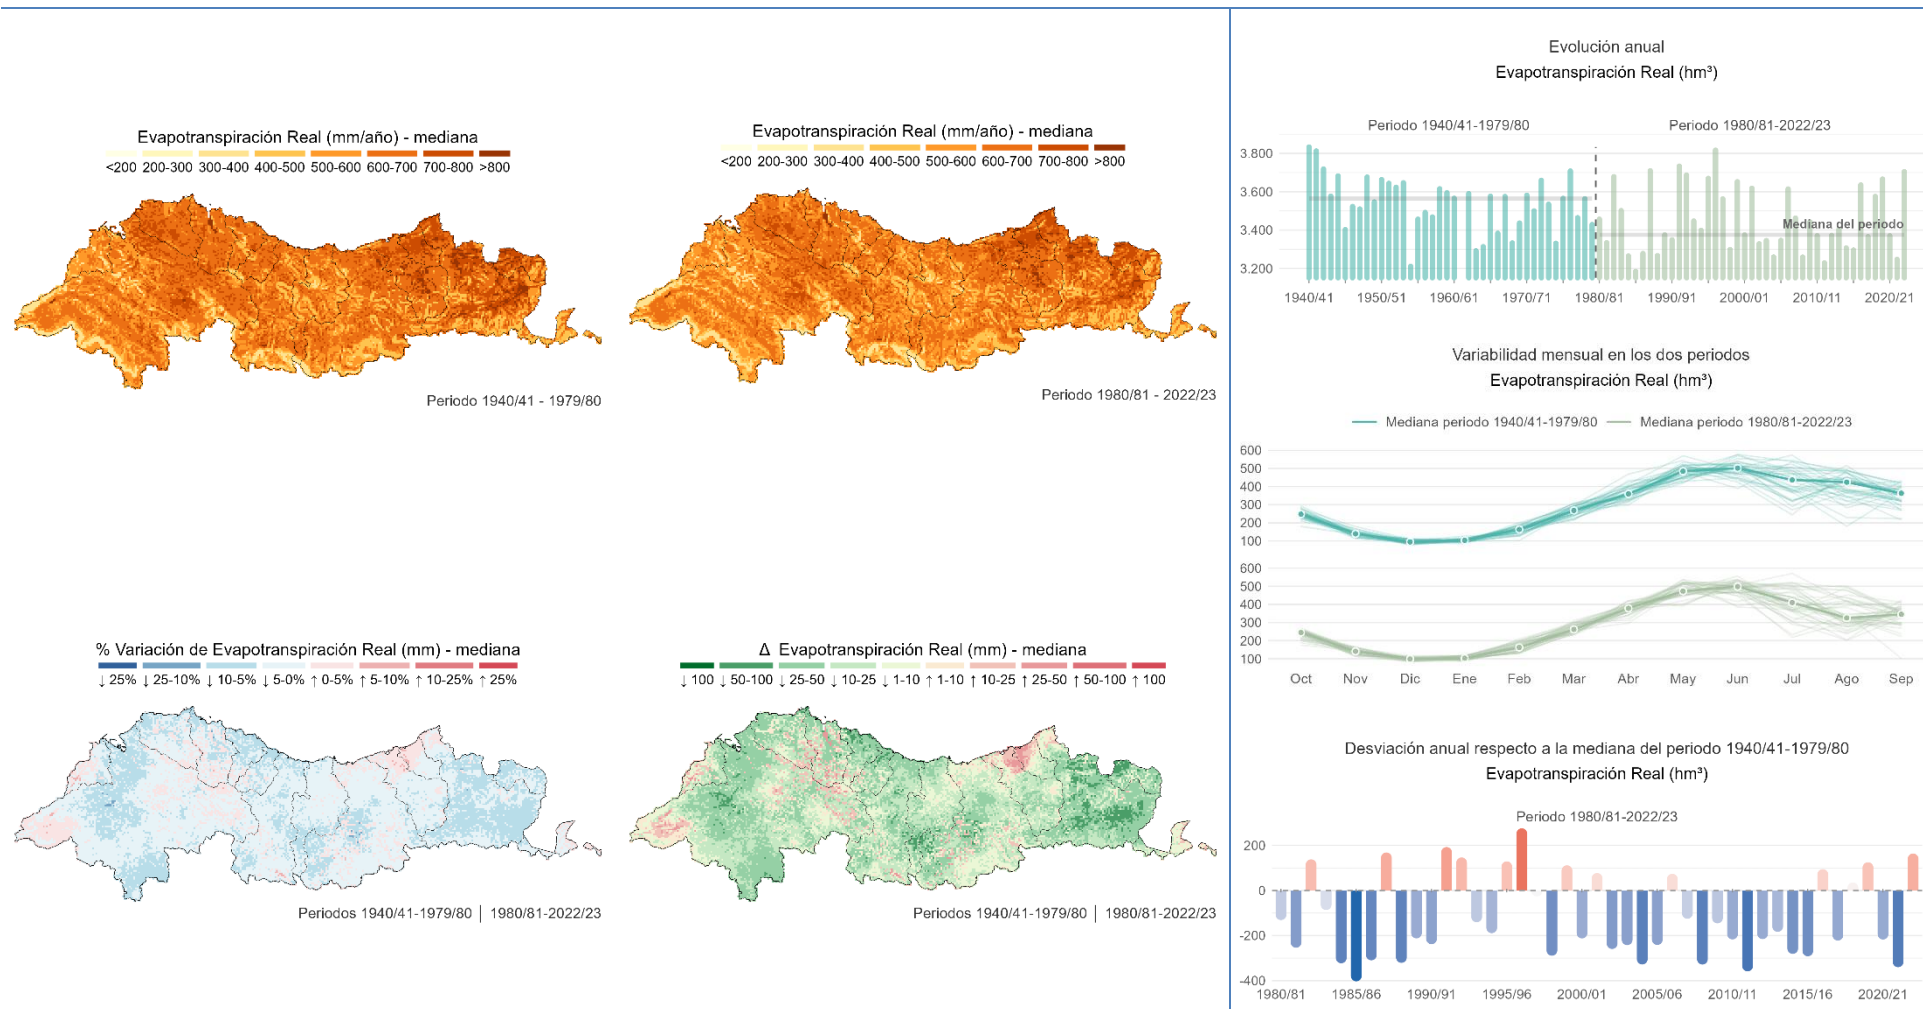 Evapotranspiración Real (mm/año) - mediana
<200 200-300 300-400 400-500 500-600 600-700 700-800 >800
Periodo 1940/41 - 1979/80
Evapotranspiración Real (mm/año) - mediana
<200 200-300 300-400 400-500 500-600 600-700 700-800 >800
Periodo 1980/81 - 2022/23
% Variación de Evapotranspiración Real (mm) - mediana
↓ 25% ↓ 25-10% ↓ 10-5% ↓ 5-0% ↑ 0-5% ↑ 5-10% ↑ 10-25% ↑ 25%
Periodos 1940/41-1979/80 | 1980/81-2022/23
Δ Evapotranspiración Real (mm) - mediana
↓ 100 ↓ 50-100 ↓ 25-50 ↓ 10-25 ↓ 1-10 ↑ 1-10 ↑ 10-25 ↑ 25-50 ↑ 50-100 ↑ 100
Periodos 1940/41-1979/80 | 1980/81-2022/23
Evolución anual
Evapotranspiración Real (hm³)
Periodo 1940/41-1979/80 Periodo 1980/81-2022/23
3.800
3.600
3.400
3.200
Mediana del periodo
1940/41 1950/51 1960/61 1970/71 1980/81 1990/91 2000/01 2010/11 2020/21
Variabilidad mensual en los dos periodos
Evapotranspiración Real (hm³)
Mediana periodo 1940/41-1979/80 Mediana periodo 1980/81-2022/23
600
500
400
300
200
100
600
500
400
300
200
100
Oct Nov Dic Ene Feb Mar Abr May Jun Jul Ago Sep
Desviación anual respecto a la mediana del periodo 1940/41-1979/80
Evapotranspiración Real (hm³)
Periodo 1980/81-2022/23
200
0
-200
-400
1980/81 1985/86 1990/91 1995/96 2000/01 2005/06 2010/11 2015/16 2020/21